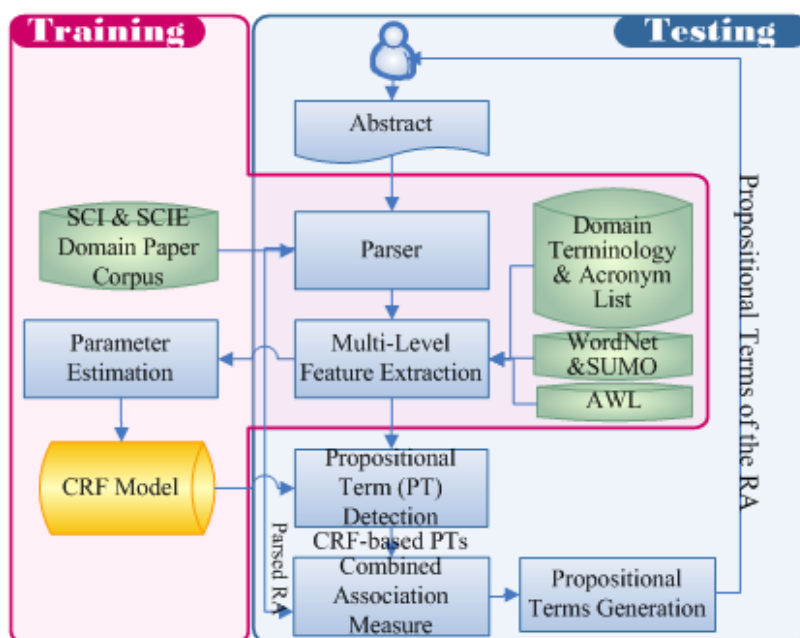 Training
Testing
Abstract
SCI & SCIE
Domain Paper
Corpus
Parser
Domain
Terminology
& Acronym
List
Parameter
Estimation
Multi-Level
Feature Extraction
WordNet
&SUMO
AWL
CRF Model
Propositional
Term (PT)
Detection
CRF-based PTs
Parsed RA
Combined
Association
Measure
Propositional
Terms Generation
Propositional Terms of the RA